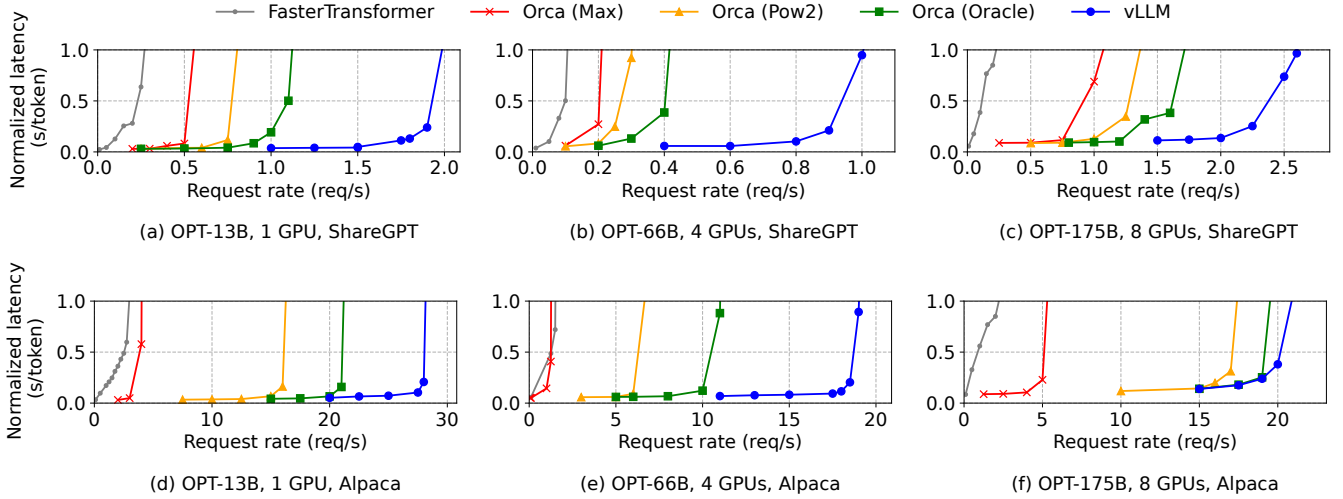 FasterTransformer Orca (Max) Orca (Pow2) Orca (Oracle) vLLM
Normalized latency
(s/token)
1.0
0.5
0.0
0.0 0.5 1.0 1.5 2.0
Request rate (req/s)
(a) OPT-13B, 1 GPU, ShareGPT
1.0
0.5
0.0
0.0 0.2 0.4 0.6 0.8 1.0
Request rate (req/s)
(b) OPT-66B, 4 GPUs, ShareGPT
1.0
0.5
0.0
0.0 0.5 1.0 1.5 2.0 2.5
Request rate (req/s)
(c) OPT-175B, 8 GPUs, ShareGPT
Normalized latency
(s/token)
1.0
0.5
0.0
0 10 20 30
Request rate (req/s)
(d) OPT-13B, 1 GPU, Alpaca
1.0
0.5
0.0
0 5 10 15 20
Request rate (req/s)
(e) OPT-66B, 4 GPUs, Alpaca
1.0
0.5
0.0
0 5 10 15 20
Request rate (req/s)
(f) OPT-175B, 8 GPUs, Alpaca